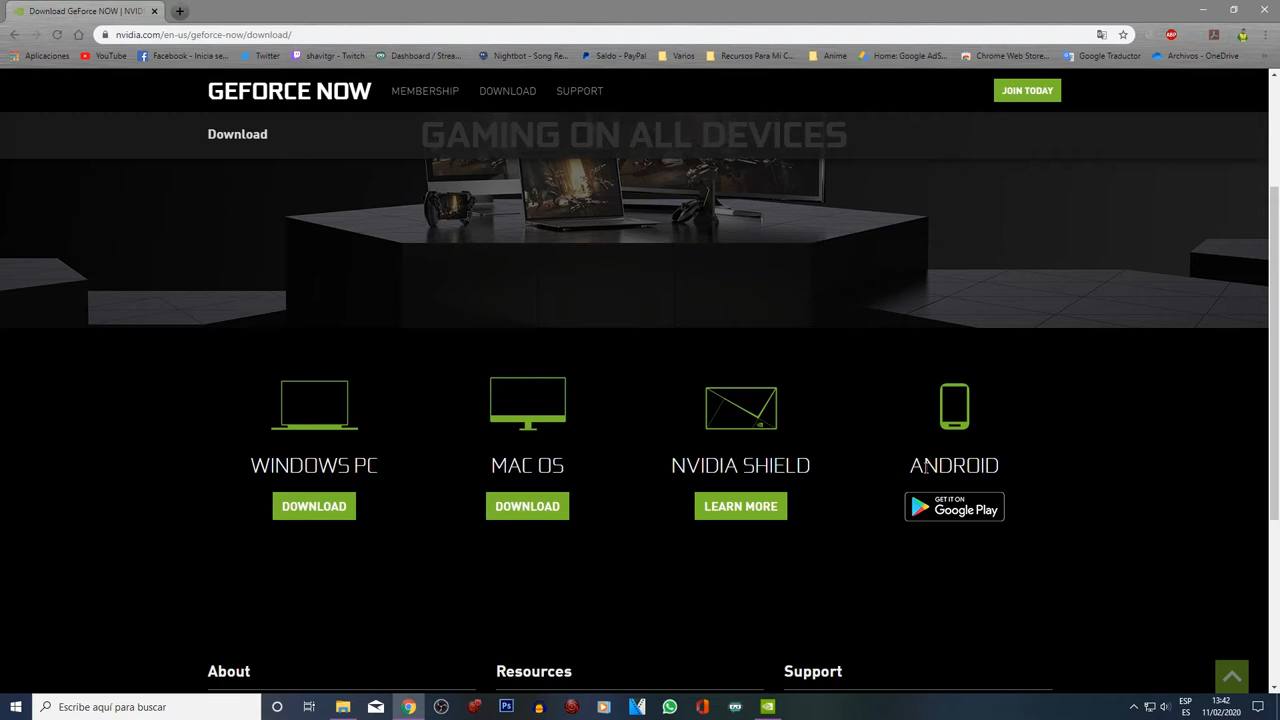 Download GeForce NOW | NVIDI
nvidia.com/en-us/geforce-now/download/
Aplicaciones
YouTube
Facebook - Inicia se...
Twitter
shavitgr - Twitch
Dashboard / Strea...
Nightbot - Song Re...
Saldo - PayPal
Varios
Recursos Para Mi C...
Anime
Home: Google AdS...
Chrome Web Store...
Google Traductor
Archivos - OneDrive
GEFORCE NOW
MEMBERSHIP
DOWNLOAD
SUPPORT
JOIN TODAY
Download
GAMING ON ALL DEVICES
WINDOWS PC
MAC OS
NVIDIA SHIELD
ANDROID
DOWNLOAD
DOWNLOAD
LEARN MORE
GET IT ON
Google Play
About
Resources
Support
Escribe aquí para buscar
ESP
ES
13:42
11/02/2020